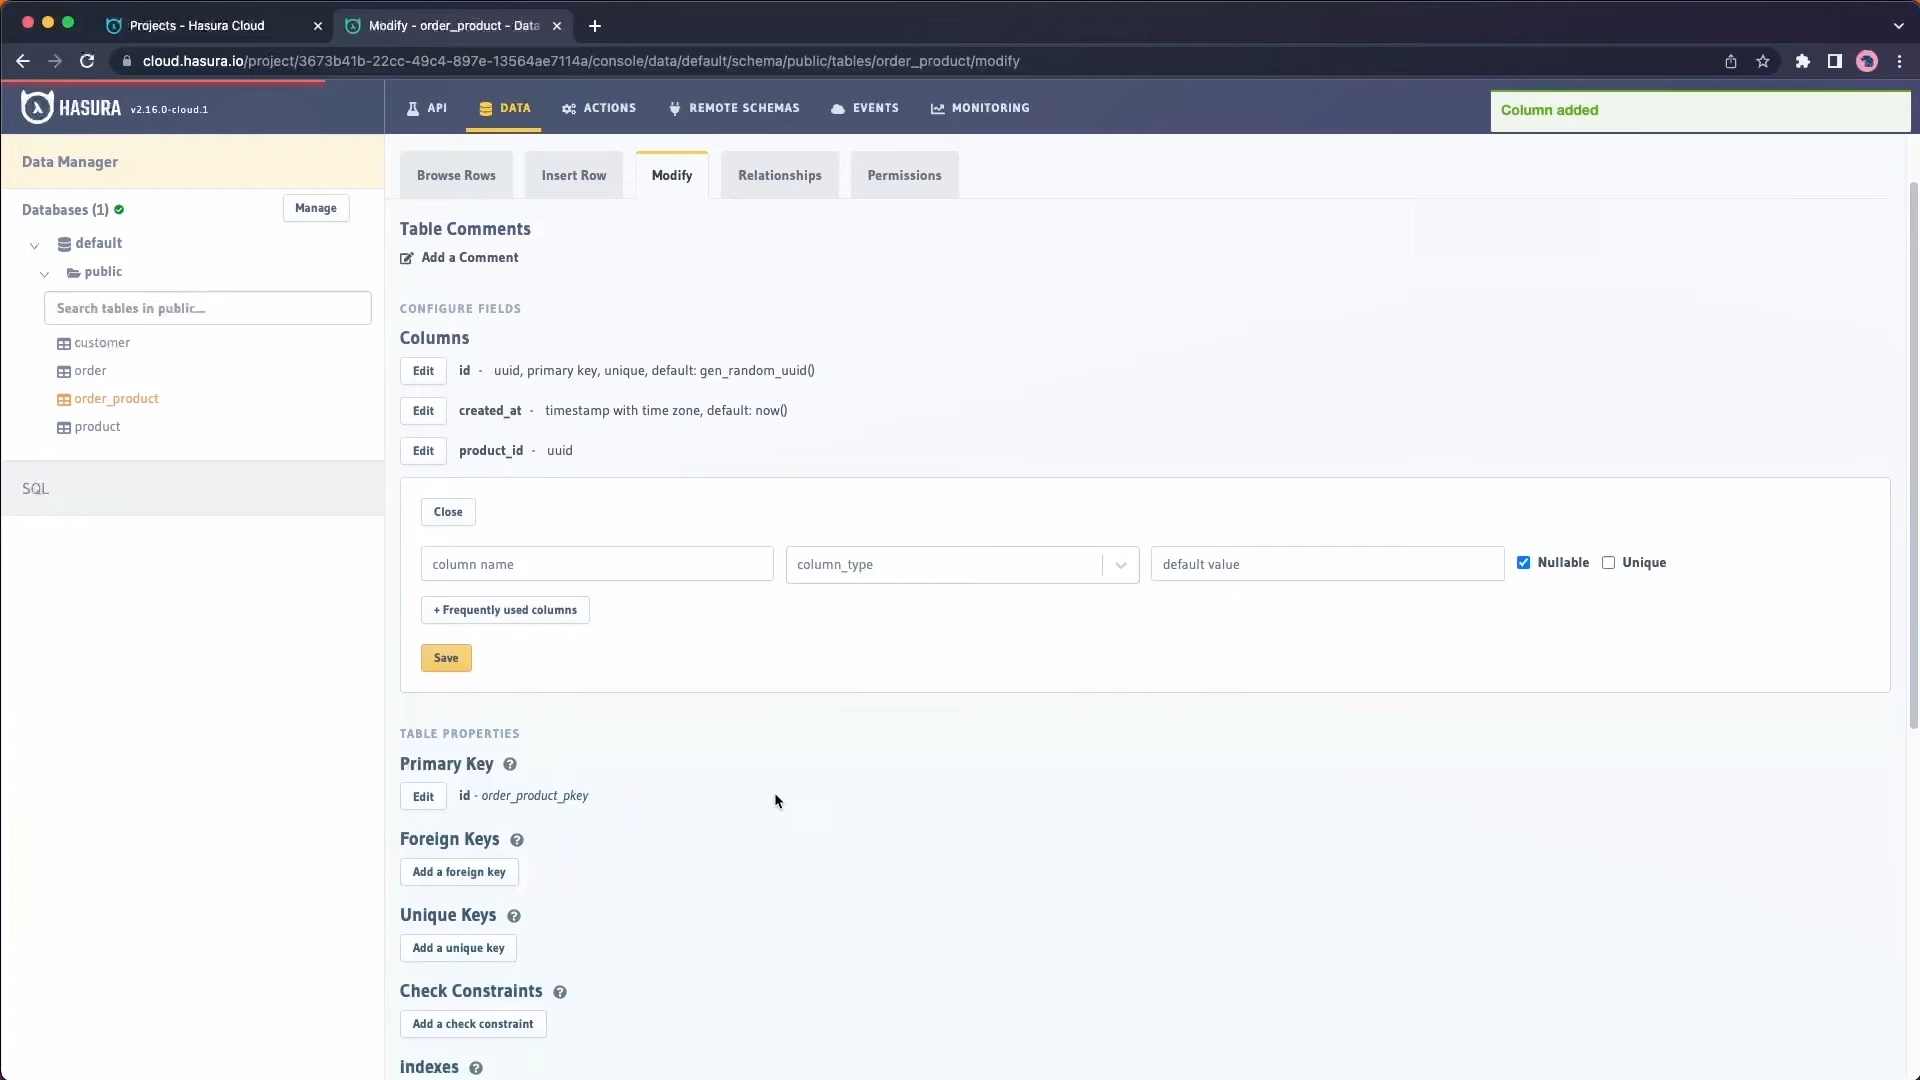 Projects - Hasura Cloud
Modify - order_product - Data
cloud.hasura.io/project/3673b41b-22cc-49c4-897e-13564ae7114a/console/data/default/schema/public/tables/order_product/modify
HASURA v2.16.0-cloud.1
API
DATA
ACTIONS
REMOTE SCHEMAS
EVENTS
MONITORING
Column added
Data Manager
Databases (1)
Manage
default
public
Search tables in public...
customer
order
order_product
product
SQL
Browse Rows
Insert Row
Modify
Relationships
Permissions
Table Comments
Add a Comment
CONFIGURE FIELDS
Columns
Edit id - uuid, primary key, unique, default: gen_random_uuid()
Edit created_at - timestamp with time zone, default: now()
Edit product_id - uuid
Close
column name
column_type
default value
Nullable
Unique
+ Frequently used columns
Save
TABLE PROPERTIES
Primary Key
Edit id - order_product_pkey
Foreign Keys
Add a foreign key
Unique Keys
Add a unique key
Check Constraints
Add a check constraint
indexes